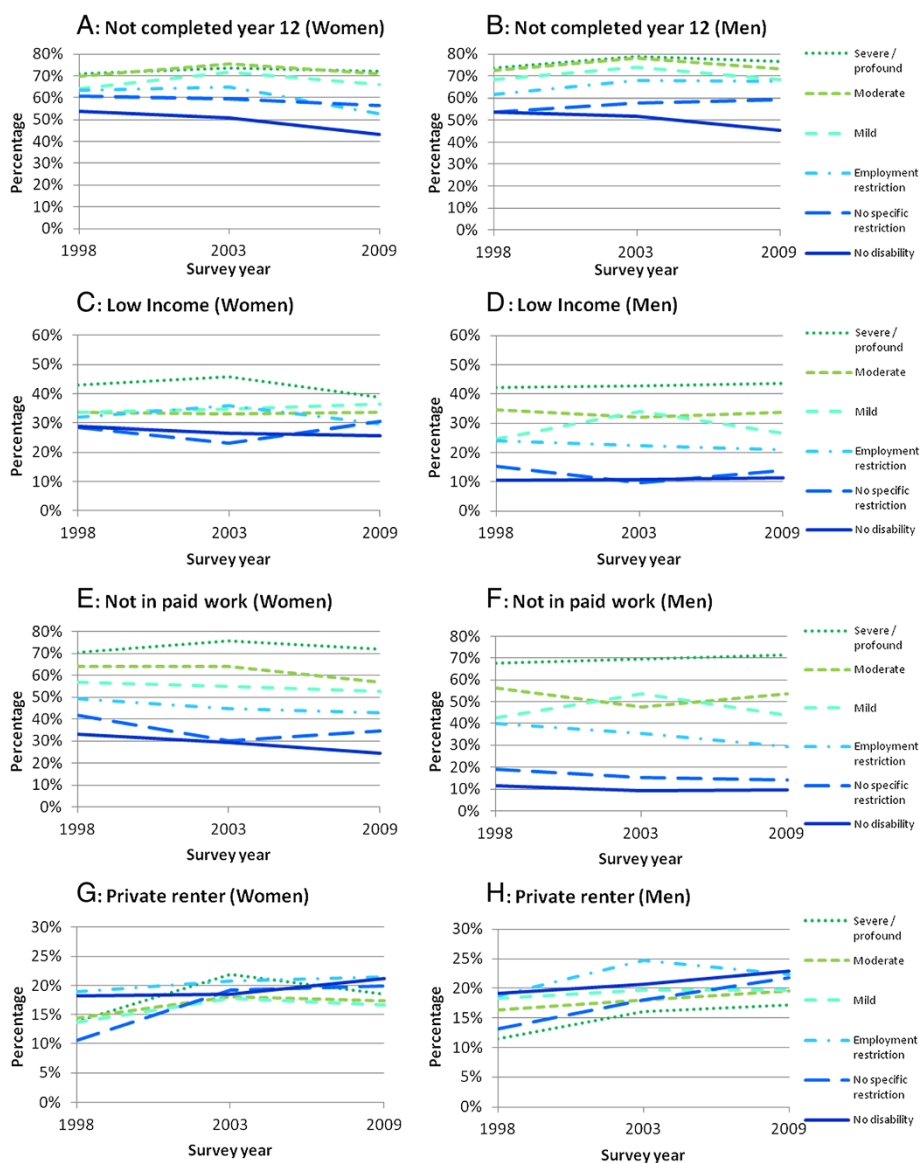 A: Not completed year 12 (Women)
80%
70%
60%
50%
40%
30%
20%
10%
0%
Percentage
1998
2003
2009
Survey year
B: Not completed year 12 (Men)
80%
70%
60%
50%
40%
30%
20%
10%
0%
Percentage
1998
2003
2009
Survey year
Severe /
profound
Moderate
Mild
Employment
restriction
No specific
restriction
No disability
C: Low Income (Women)
60%
50%
40%
30%
20%
10%
0%
Percentage
1998
2003
2009
Survey year
D: Low Income (Men)
60%
50%
40%
30%
20%
10%
0%
Percentage
1998
2003
2009
Survey year
Severe /
profound
Moderate
Mild
Employment
restriction
No specific
restriction
No disability
E: Not in paid work (Women)
80%
70%
60%
50%
40%
30%
20%
10%
0%
Percentage
1998
2003
2009
Survey year
F: Not in paid work (Men)
80%
70%
60%
50%
40%
30%
20%
10%
0%
Percentage
1998
2003
2009
Survey year
Severe /
profound
Moderate
Mild
Employment
restriction
No specific
restriction
No disability
G: Private renter (Women)
30%
25%
20%
15%
10%
5%
0%
Percentage
1998
2003
2009
Survey year
H: Private renter (Men)
30%
25%
20%
15%
10%
5%
0%
Percentage
1998
2003
2009
Survey year
Severe /
profound
Moderate
Mild
Employment
restriction
No specific
restriction
No disability